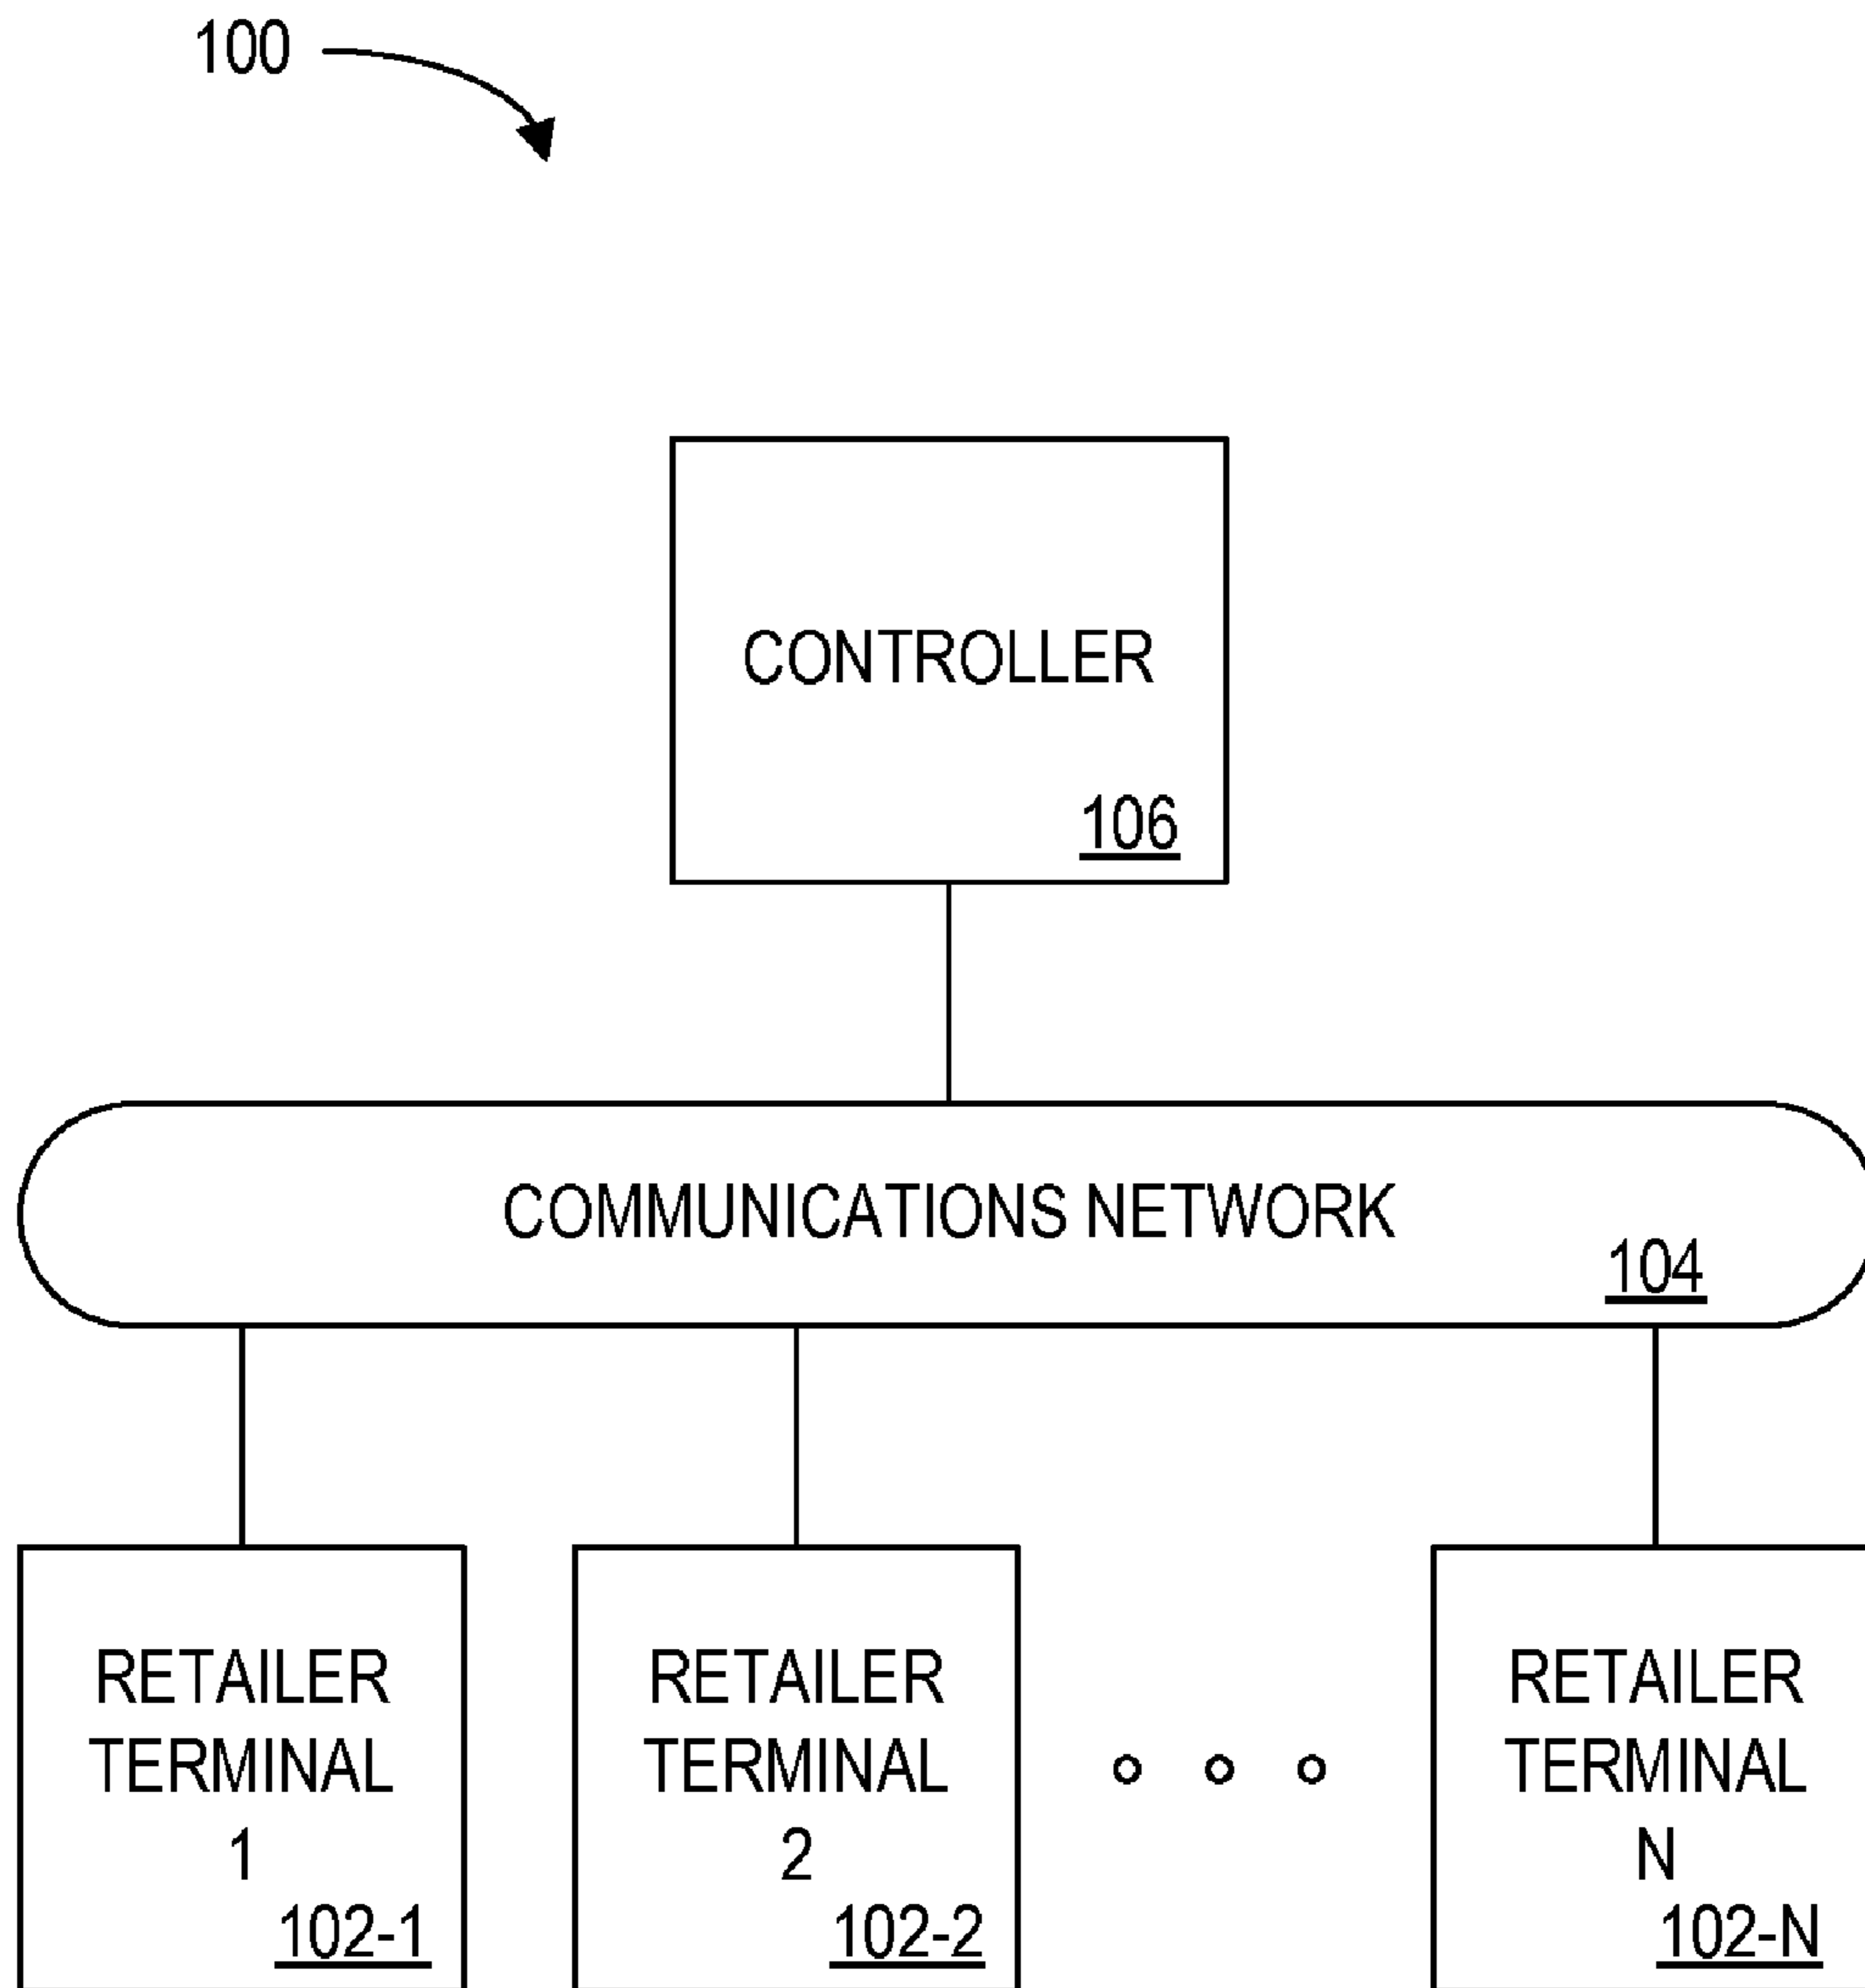 100
CONTROLLER
106
COMMUNICATIONS NETWORK
104
RETAILER
TERMINAL
1
102-1
RETAILER
TERMINAL
2
102-2
RETAILER
TERMINAL
N
102-N